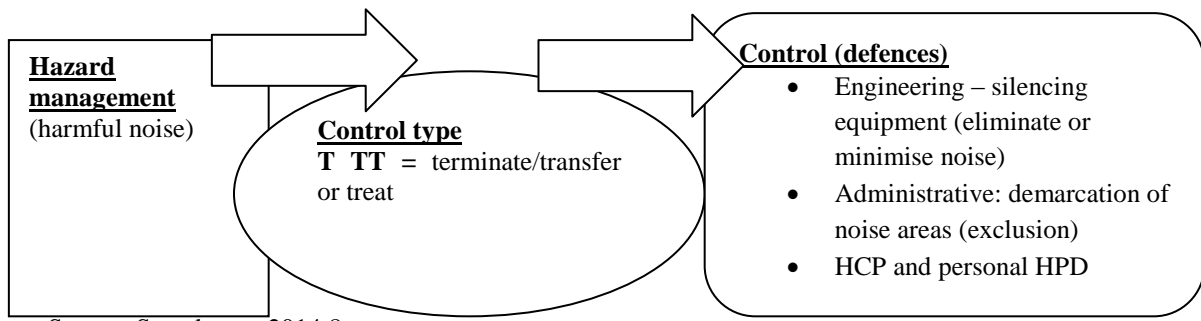 Hazard
management
(harmful noise)
Control type
T TT = terminate/transfer
or treat
Control (defences)
• Engineering – silencing
equipment (eliminate or
minimise noise)
• Administrative: demarcation of
noise areas (exclusion)
• HCP and personal HPD